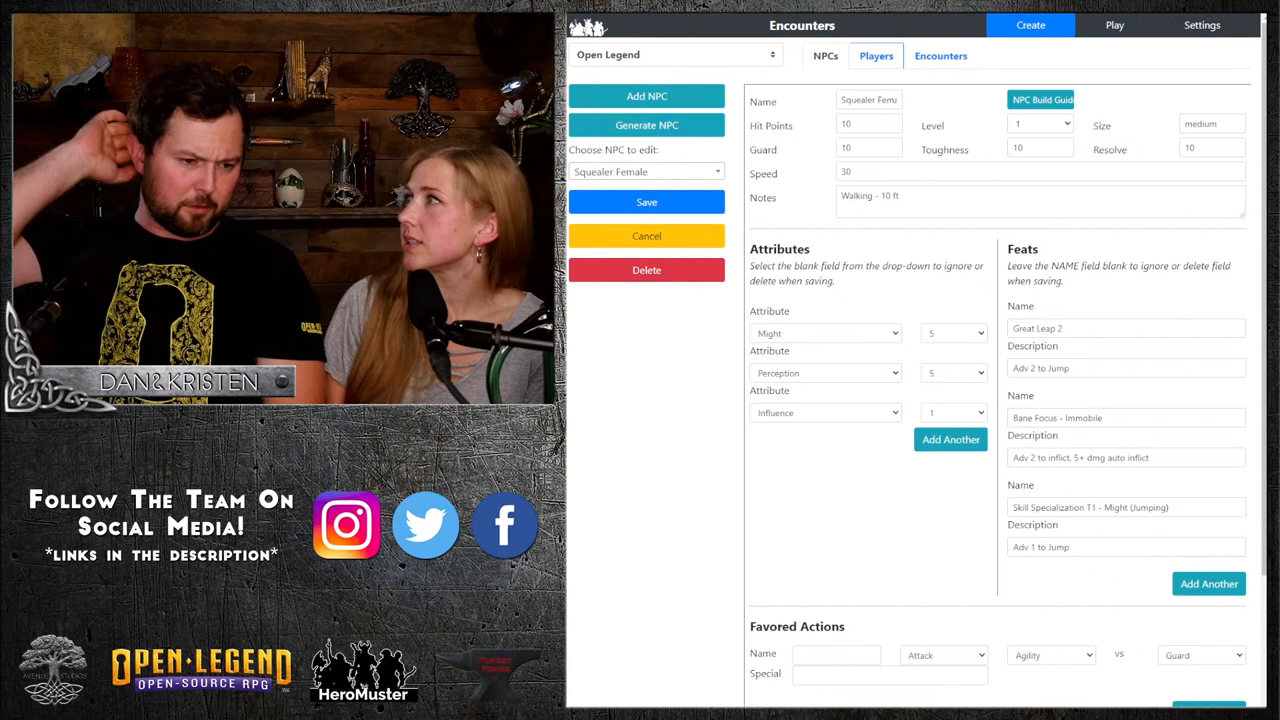 Encounters
Create
Play
Settings
Open Legend
NPCs
Players
Encounters
Add NPC
Generate NPC
Choose NPC to edit:
Squealer Female
Save
Cancel
Delete
Name
Squealer Fema
NPC Build Guid
Hit Points
10
Level
1
Size
medium
Guard
10
Toughness
10
Resolve
10
Speed
30
Notes
Walking - 10 ft
Attributes
Select the blank field from the drop-down to ignore or
delete when saving.
Attribute
Might
5
Attribute
Perception
5
Attribute
Influence
1
Add Another
Feats
Leave the NAME field blank to ignore or delete field
when saving.
Name
Great Leap 2
Description
Adv 2 to Jump
Name
Bane Focus - Immobile
Description
Adv 2 to inflict, 5+ dmg auto inflict
Name
Skill Specialization T1 - Might (Jumping)
Description
Adv 1 to Jump
Add Another
Favored Actions
Name
Attack
Agility
vs
Guard
Special
DAN & KRISTEN
FOLLOW THE TEAM ON
SOCIAL MEDIA!
*LINKS IN THE DESCRIPTION*
OPEN LEGEND
OPEN-SOURCE RPG
HeroMuster